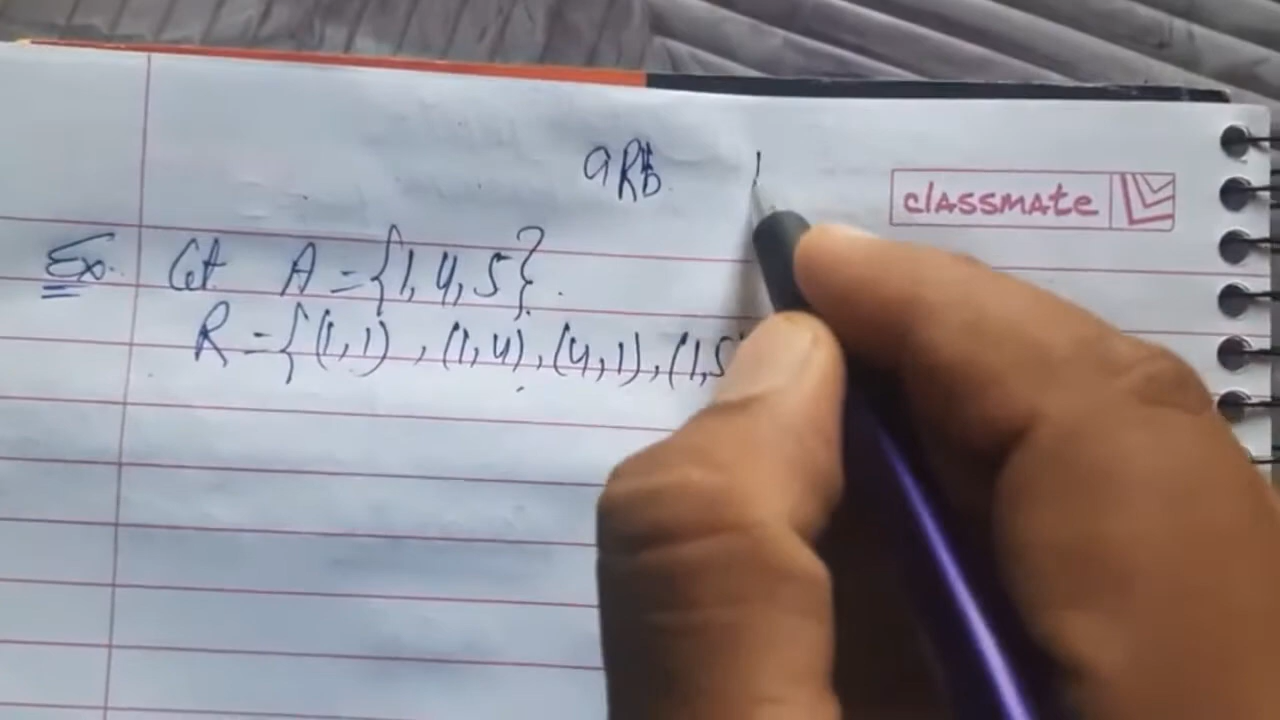 aRb
classmate
Ex. Let A = {1, 4, 5}.
R = {(1,1), (1,4), (4,1), (1,5